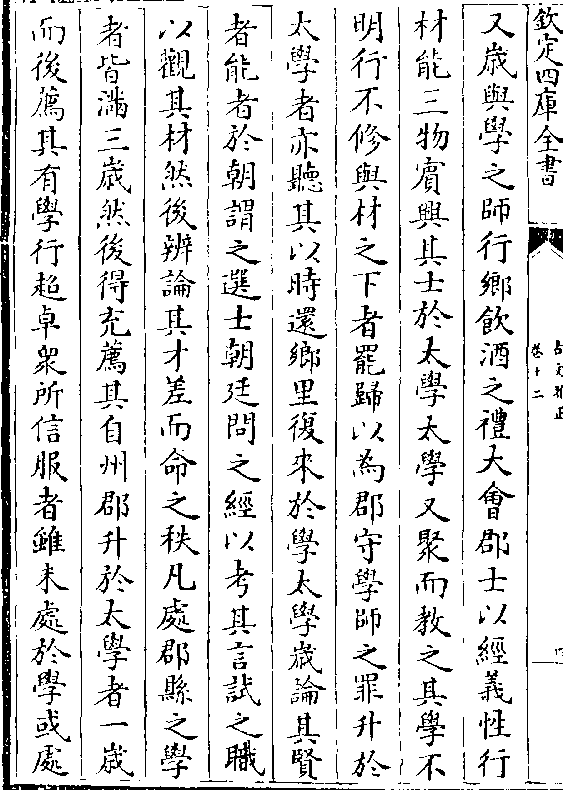 欽定四庫全書
卷十二
又歳與學之師行鄉飲酒之禮大會郡士以經義性行
材能三物賓興其士於太學太學又聚而教之其學不
明行不修與材之下者罷歸以為郡守學師之罪升於
太學者亦聽其以時還鄉里復來於學太學歳論其賢
者能者於朝謂之選士朝廷問之經以考其言試之職
以觀其材然後辨論其才差而命之秩凡處郡縣之學
者皆滿三歳然後得充薦其自州郡升於太學者一歳
而後薦其有學行超卓衆所信服者雖未處於學或處